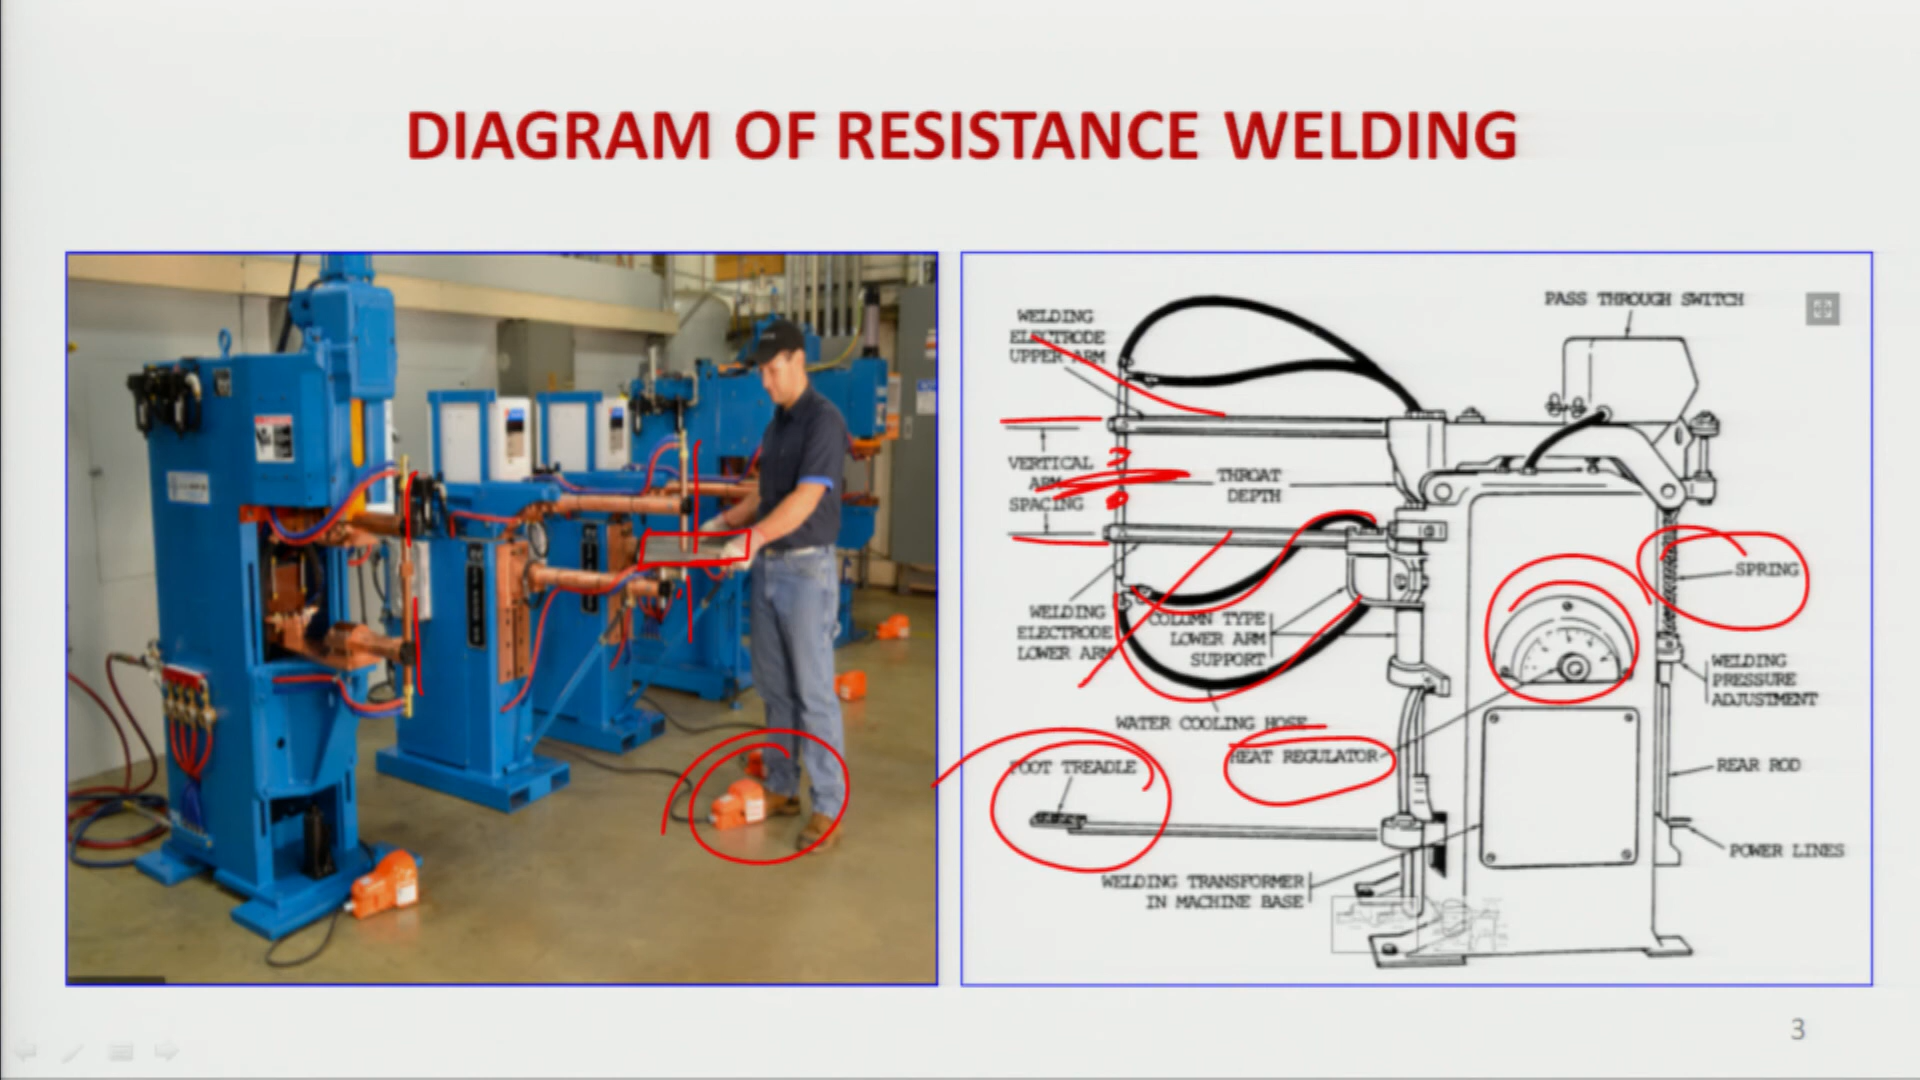 DIAGRAM OF RESISTANCE WELDING
PASS THROUGH SWITCH
WELDING
ELECTRODE
UPPER ARM
VERTICAL
ARM
SPACING
THROAT
DEPTH
SPRING
WELDING
ELECTRODE
LOWER ARM
COLUMN TYPE
LOWER ARM
SUPPORT
WELDING
PRESSURE
ADJUSTMENT
WATER COOLING HOSE
HEAT REGULATOR
FOOT TREADLE
REAR ROD
POWER LINES
WELDING TRANSFORMER
IN MACHINE BASE
3